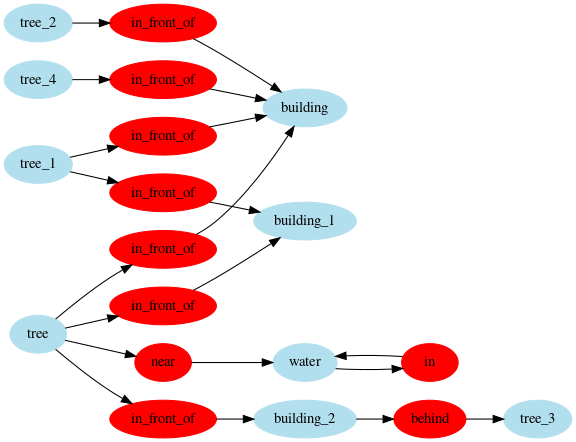 tree_2
in_front_of
tree_4
in_front_of
building
in_front_of
tree_1
in_front_of
building_1
in_front_of
in_front_of
tree
near
water
in
in_front_of
building_2
behind
tree_3